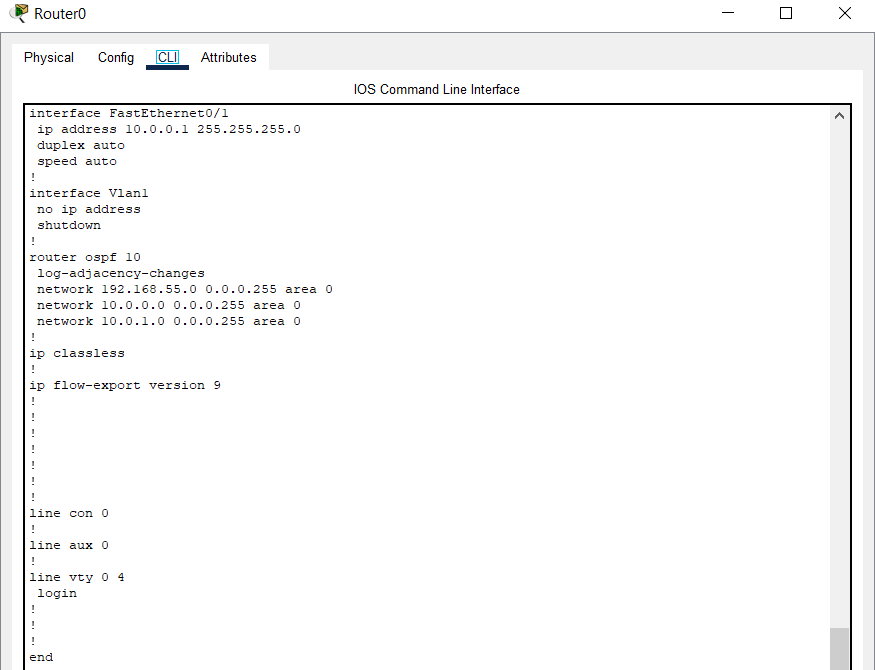 Router0
Physical Config CLI Attributes
IOS Command Line Interface
interface FastEthernet0/1
 ip address 10.0.0.1 255.255.255.0
 duplex auto
 speed auto
!
interface Vlan1
 no ip address
 shutdown
!
router ospf 10
 log-adjacency-changes
 network 192.168.55.0 0.0.0.255 area 0
 network 10.0.0.0 0.0.0.255 area 0
 network 10.0.1.0 0.0.0.255 area 0
!
ip classless
!
ip flow-export version 9
!
!
!
!
!
!
!
line con 0
!
line aux 0
!
line vty 0 4
 login
!
!
!
end